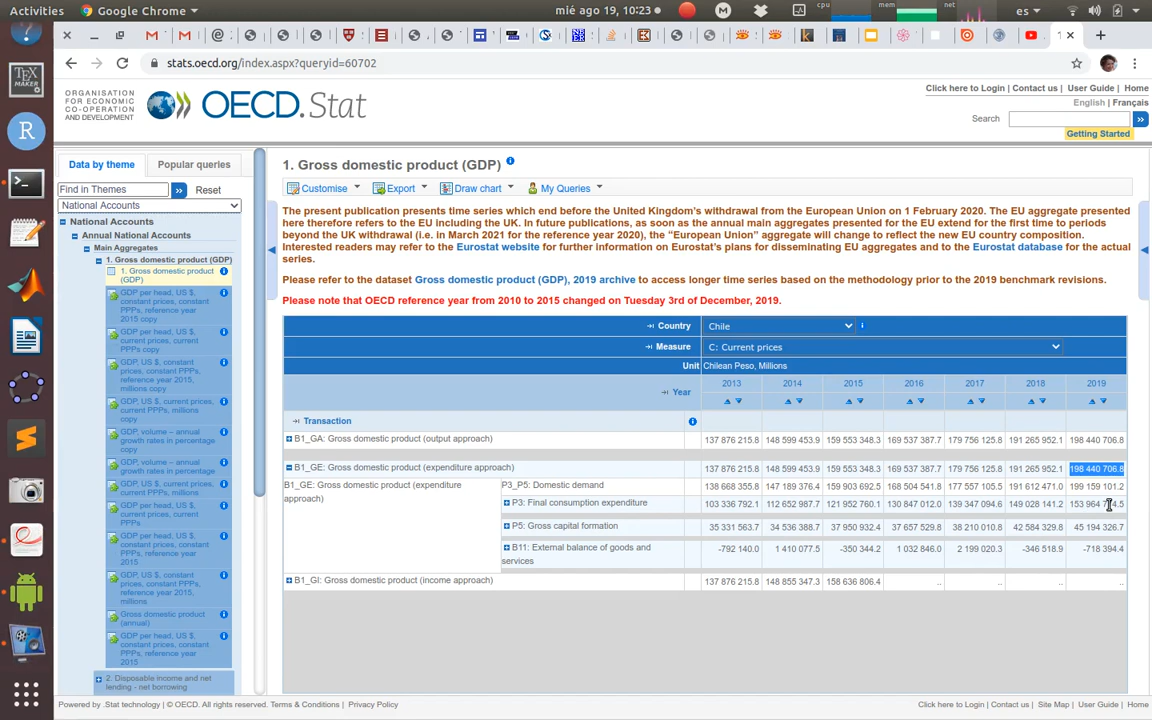 Actividades
Google Chrome
mié ago 19, 10:23
cpu
mem
net
es
stats.oecd.org/index.aspx?queryid=60702
ORGANISATION
FOR ECONOMIC
CO-OPERATION
AND DEVELOPMENT
OECD.Stat
Click here to Login | Contact us | User Guide | Home
English | Français
Search
Getting Started
Data by theme
Popular queries
Find in Themes
Reset
National Accounts
National Accounts
Annual National Accounts
Main Aggregates
1. Gross domestic product (GDP)
1. Gross domestic product
(GDP)
GDP per head, US $,
constant prices, constant
PPPs, reference year
2015 copy
GDP per head, US $,
current prices, current
PPPs copy
GDP, US $, constant
prices, constant PPPs,
reference year 2015,
millions copy
GDP, US $, current prices,
current PPPs, millions
copy
GDP, volume – annual
growth rates in percentage
copy
GDP, volume – annual
growth rates in percentage
GDP, US $, current prices,
current PPPs, millions
GDP per head, US $,
current prices, current
PPPs
GDP per head, US $,
constant prices, constant
PPPs, reference year
2015
GDP, US $, constant
prices, constant PPPs,
reference year 2015,
millions
Gross domestic product
(annual)
GDP per head, US $,
constant prices, constant
PPPs, reference year
2015
2. Disposable income and net
lending - net borrowing
1. Gross domestic product (GDP)
Customise
Export
Draw chart
My Queries
The present publication presents time series which end before the United Kingdom's withdrawal from the European Union on 1 February 2020. The EU aggregate presented
here therefore refers to the EU including the UK. In future publications, as soon as the annual main aggregates presented for the EU extend for the first time to periods
beyond the UK withdrawal (i.e. in March 2021 for the reference year 2020), the "European Union" aggregate will change to reflect the new EU country composition.
Interested readers may refer to the Eurostat website for further information on Eurostat's plans for disseminating EU aggregates and to the Eurostat database for the actual
series.
Please refer to the dataset Gross domestic product (GDP), 2019 archive to access longer time series based on the methodology prior to the 2019 benchmark revisions.
Please note that OECD reference year from 2010 to 2015 changed on Tuesday 3rd of December, 2019.
Country Chile
Measure C: Current prices
Unit Chilean Peso, Millions
Year 2013 2014 2015 2016 2017 2018 2019
Transaction
B1_GA: Gross domestic product (output approach) 137 876 215.8 148 599 453.9 159 553 348.3 169 537 387.7 179 756 125.8 191 265 952.1 198 440 706.8
B1_GE: Gross domestic product (expenditure approach) 137 876 215.8 148 599 453.9 159 553 348.3 169 537 387.7 179 756 125.8 191 265 952.1 198 440 706.8
B1_GE: Gross domestic product (expenditure
approach)
P3_P5: Domestic demand 138 668 355.8 147 189 376.4 159 903 692.5 168 504 541.8 177 557 105.5 191 612 471.0 199 159 101.2
P3: Final consumption expenditure 103 336 792.1 112 652 987.7 121 952 760.1 130 847 012.0 139 347 094.6 149 028 141.2 153 964
P5: Gross capital formation 35 331 563.7 34 536 388.7 37 950 932.4 37 657 529.8 38 210 010.8 42 584 329.8 45 194 326.7
B11: External balance of goods and
services
-792 140.0 1 410 077.5 -350 344.2 1 032 846.0 2 199 020.3 -346 518.9 -718 394.4
B1_GI: Gross domestic product (income approach) 137 876 215.8 148 855 347.3 158 636 806.4 .. .. .. ..
Powered by .Stat technology | © OECD. All rights reserved. Terms & Conditions | Privacy Policy
Click here to Login | Contact us | Site Map | User Guide | Home